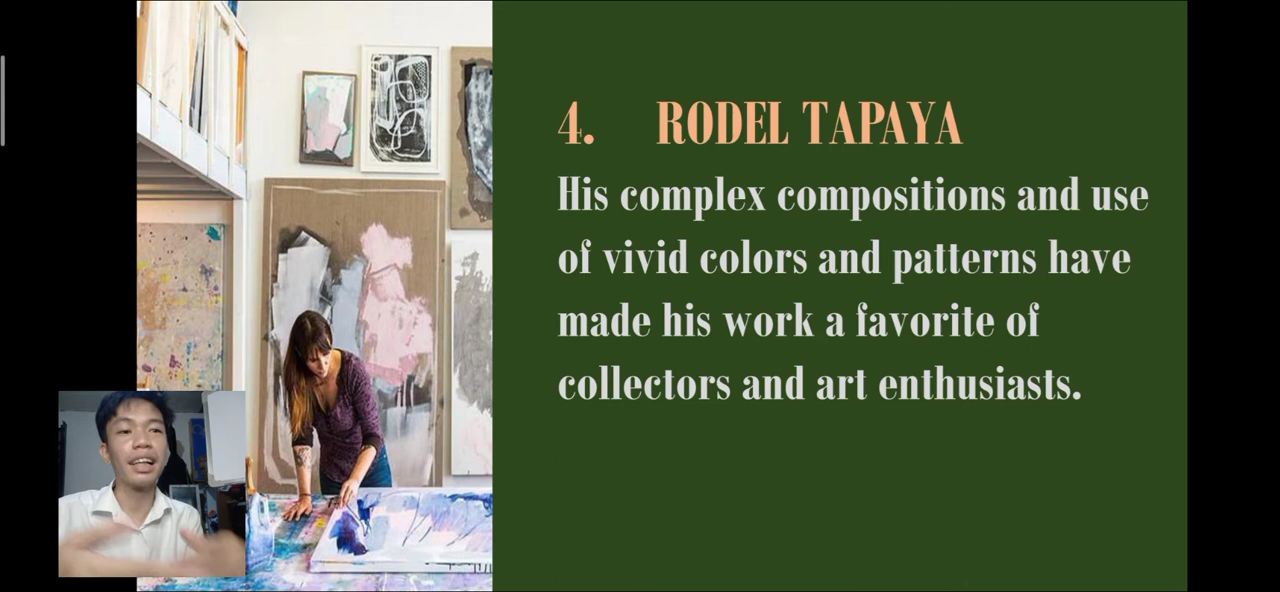 4. RODEL TAPAYA
His complex compositions and use
of vivid colors and patterns have
made his work a favorite of
collectors and art enthusiasts.